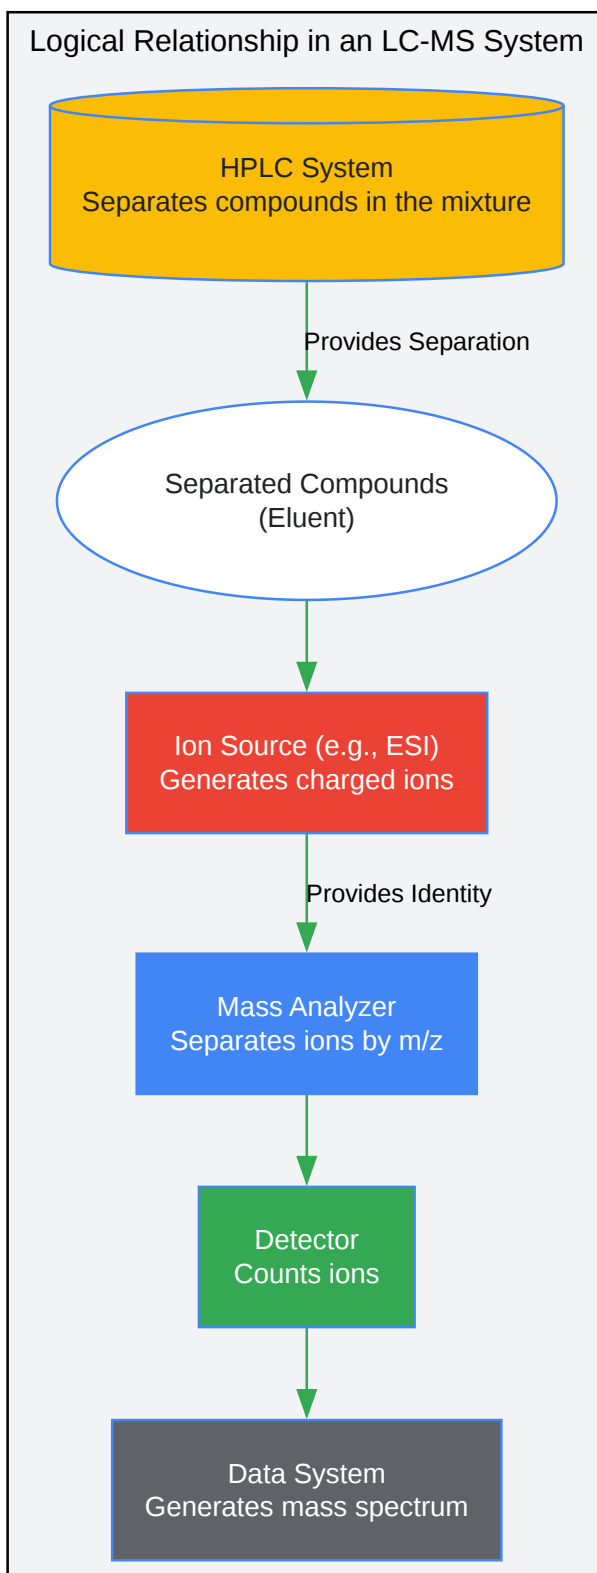 Logical Relationship in an LC-MS System
HPLC System
Separates compounds in the mixture
Provides Separation
Separated Compounds
(Eluent)
Ion Source (e.g., ESI)
Generates charged ions
Provides Identity
Mass Analyzer
Separates ions by m/z
Detector
Counts ions
Data System
Generates mass spectrum